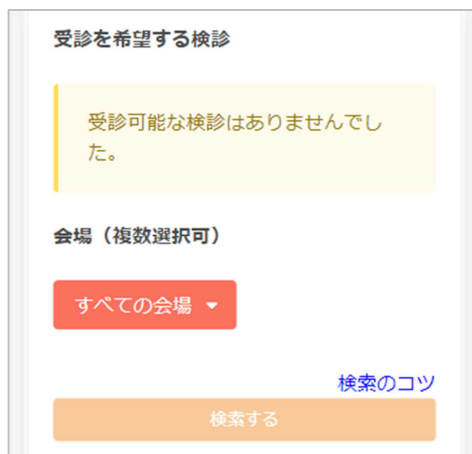 受診を希望する検診
受診可能な検診はありませんでし
た。
会場（複数選択可）
すべての会場
検索のコツ
検索する